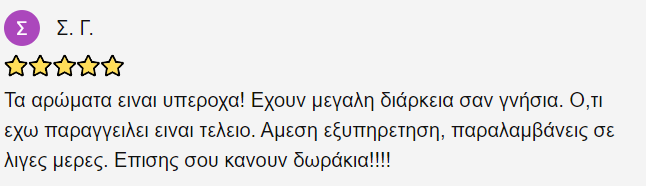 Σ
Σ. Γ.
Τα αρώματα ειναι υπεροχα! Εχουν μεγαλη διάρκεια σαν γνήσια. Ο,τι
εχω παραγγειλει ειναι τελειο. Αμεση εξυπηρετηση, παραλαμβάνεις σε
λιγες μερες. Επισης σου κανουν δωράκια!!!!